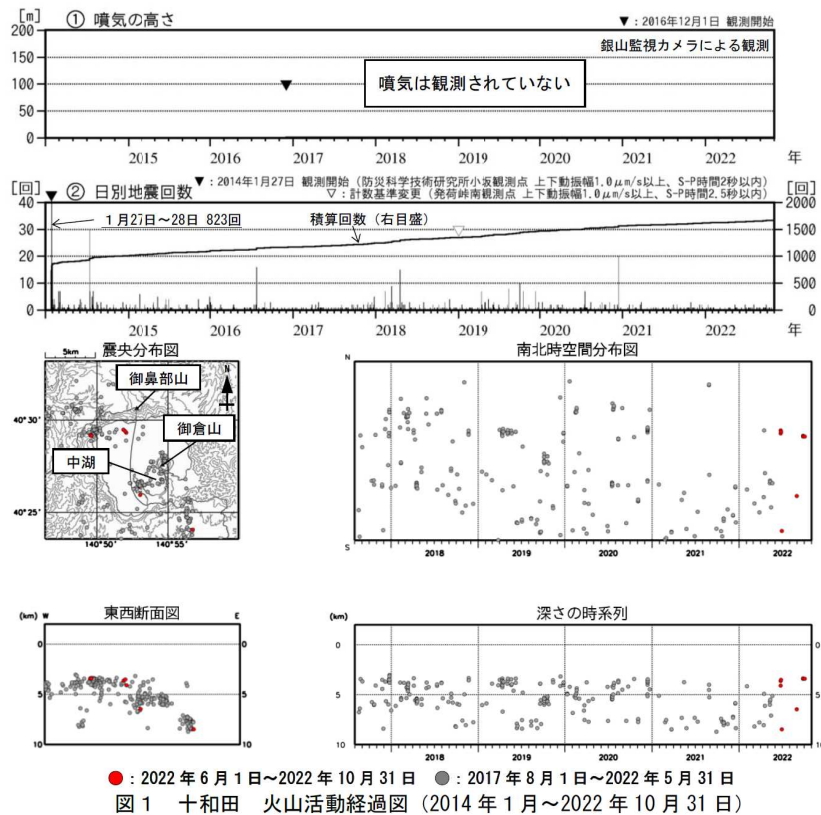 [m] ① 噴気の高さ ▼：2016年12月1日 観測開始
200
銀山監視カメラによる観測
150
噴気は観測されていない
100
50
0
2015 2016 2017 2018 2019 2020 2021 2022 年
[回] ② 日別地震回数 ▼：2014年1月27日 観測開始（防災科学技術研究所小坂観測点 上下動振幅1.0μm/s以上、S-P時間2秒以内） [回]
▽：計数基準変更（発荷峠南観測点 上下動振幅1.0μm/s以上、S-P時間2.5秒以内）
40 2000
1月27日～28日 823回 積算回数（右目盛）
30 1500
20 1000
10 500
0 0
2015 2016 2017 2018 2019 2020 2021 2022 年
震央分布図 南北時空間分布図
5km
N
御鼻部山
N
40°30'
御倉山
中湖
40°25'
S
140°50' 140°55'
2018 2019 2020 2021 2022
東西断面図 深さの時系列
(km) W E (km)
0 0 0 0
5 5 5 5
10 10 10 10
2018 2019 2020 2021 2022
●：2022年6月1日～2022年10月31日 ●：2017年8月1日～2022年5月31日
図1 十和田 火山活動経過図（2014年1月～2022年10月31日）